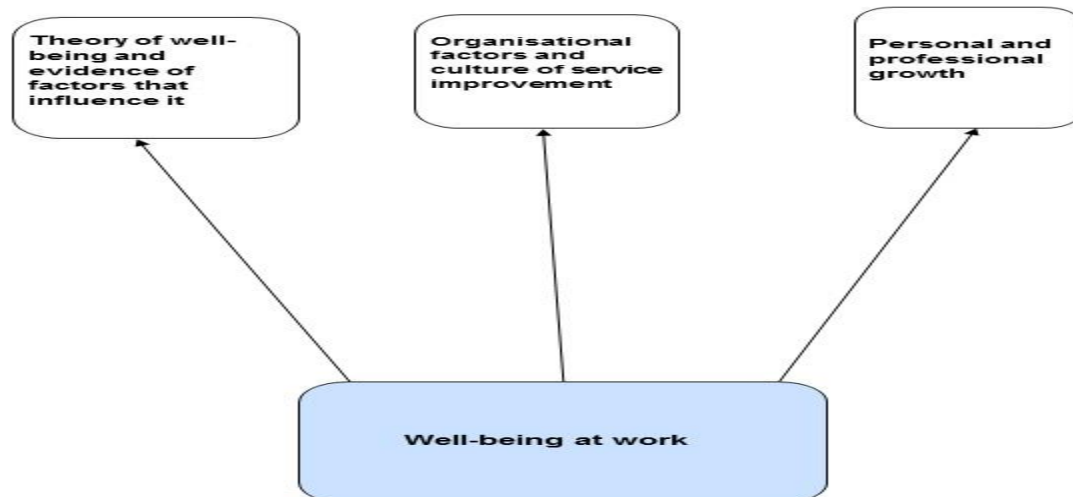 Theory of well-
being and
evidence of
factors that
influence it
Organisational
factors and
culture of service
improvement
Personal and
professional
growth
Well-being at work